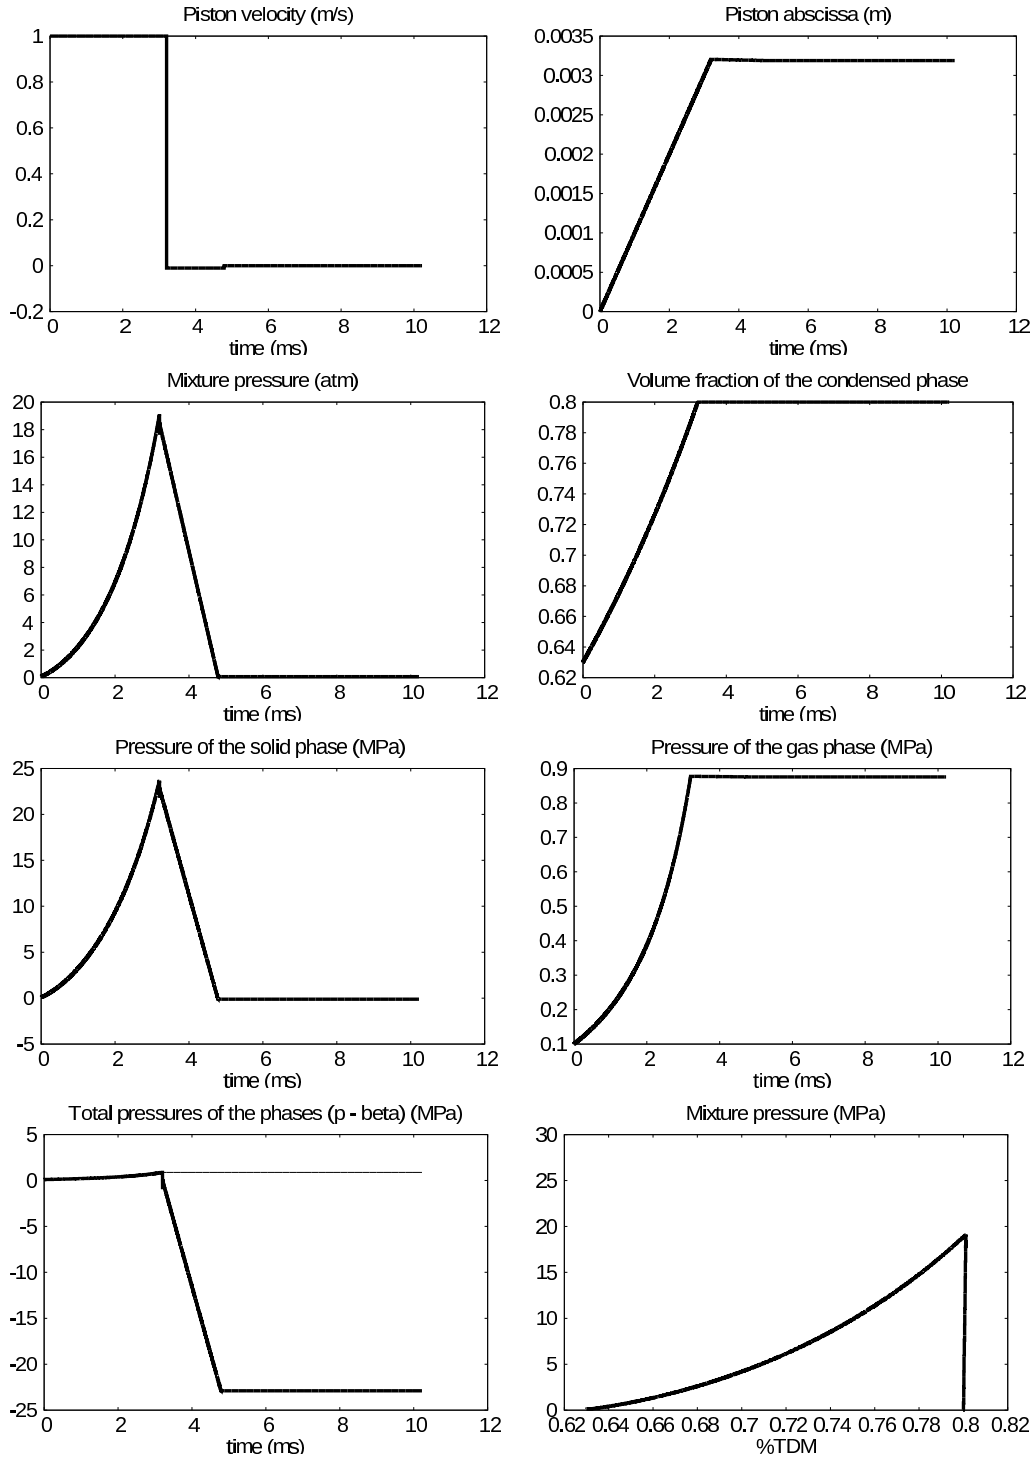 Piston velocity (m/s)
1
0.8
0.6
0.4
0.2
0
-0.2
0 2 4 6 8 10 12
time (ms)
Piston abscissa (m)
0.0035
0.003
0.0025
0.002
0.0015
0.001
0.0005
0
0 2 4 6 8 10 12
time (ms)
Mixture pressure (atm)
20
18
16
14
12
10
8
6
4
2
0
0 2 4 6 8 10 12
time (ms)
Volume fraction of the condensed phase
0.8
0.78
0.76
0.74
0.72
0.7
0.68
0.66
0.64
0.62
0 2 4 6 8 10 12
time (ms)
Pressure of the solid phase (MPa)
25
20
15
10
5
0
-5
0 2 4 6 8 10 12
time (ms)
Pressure of the gas phase (MPa)
0.9
0.8
0.7
0.6
0.5
0.4
0.3
0.2
0.1
0 2 4 6 8 10 12
time (ms)
Total pressures of the phases (p - beta) (MPa)
5
0
-5
-10
-15
-20
-25
0 2 4 6 8 10 12
time (ms)
Mixture pressure (MPa)
30
25
20
15
10
5
0
0.62 0.64 0.66 0.68 0.7 0.72 0.74 0.76 0.78 0.8 0.82
%TDM